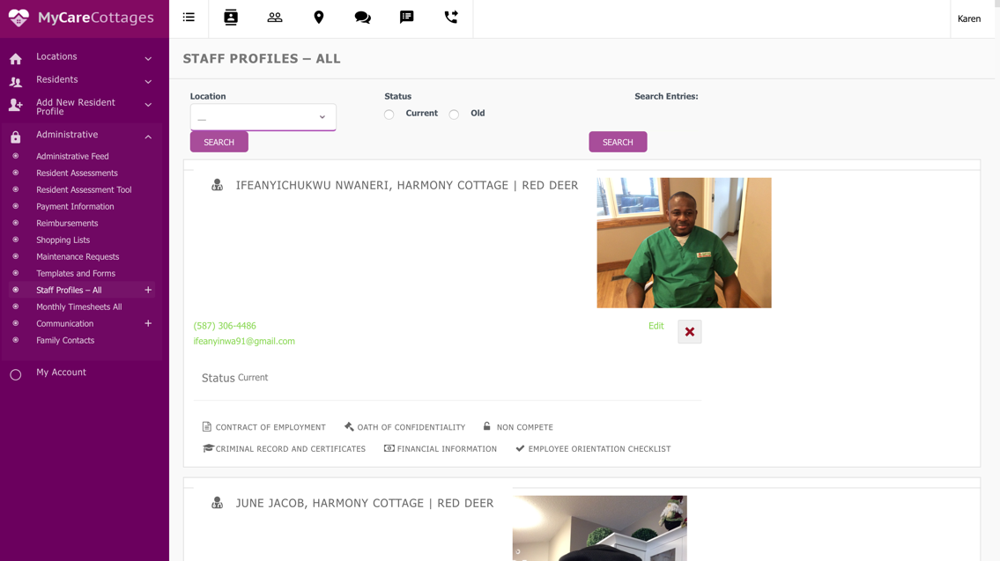 MyCareCottages
Karen
Locations
Residents
Add New Resident
Profile
Administrative
Administrative Feed
Resident Assessments
Resident Assessment Tool
Payment Information
Reimbursements
Shopping Lists
Maintenance Requests
Templates and Forms
Staff Profiles – All
Monthly Timesheets All
Communication
Family Contacts
My Account
STAFF PROFILES – ALL
Location
Status
Search Entries:
__
Current
Old
SEARCH
SEARCH
IFEANYICHUKWU NWANERI, HARMONY COTTAGE | RED DEER
(587) 306-4486
Edit
ifeanyinwa91@gmail.com
Status Current
CONTRACT OF EMPLOYMENT
OATH OF CONFIDENTIALITY
NON COMPETE
CRIMINAL RECORD AND CERTIFICATES
FINANCIAL INFORMATION
EMPLOYEE ORIENTATION CHECKLIST
JUNE JACOB, HARMONY COTTAGE | RED DEER